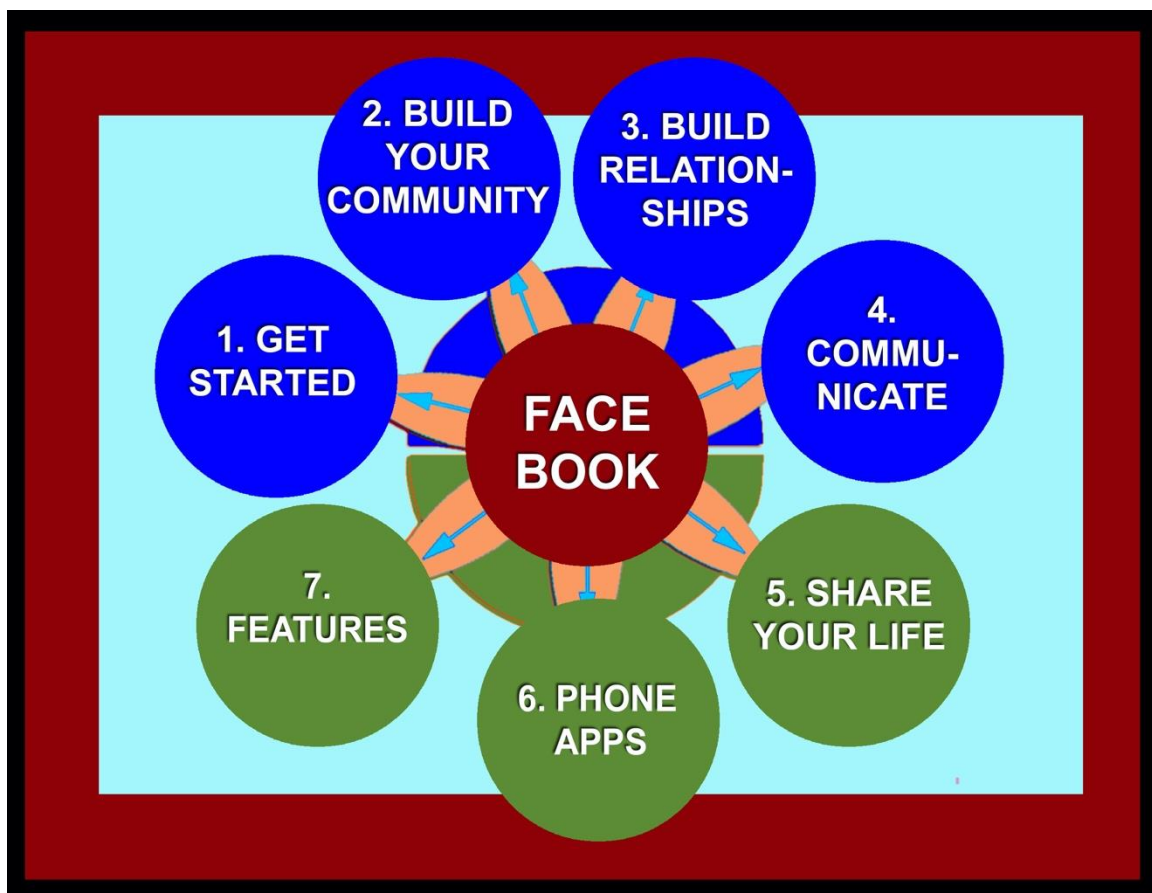 2. BUILD
YOUR
COMMUNITY
3. BUILD
RELATION-
SHIPS
1. GET
STARTED
4.
COMMU-
NICATE
FACE
BOOK
7.
FEATURES
5. SHARE
YOUR LIFE
6. PHONE
APPS